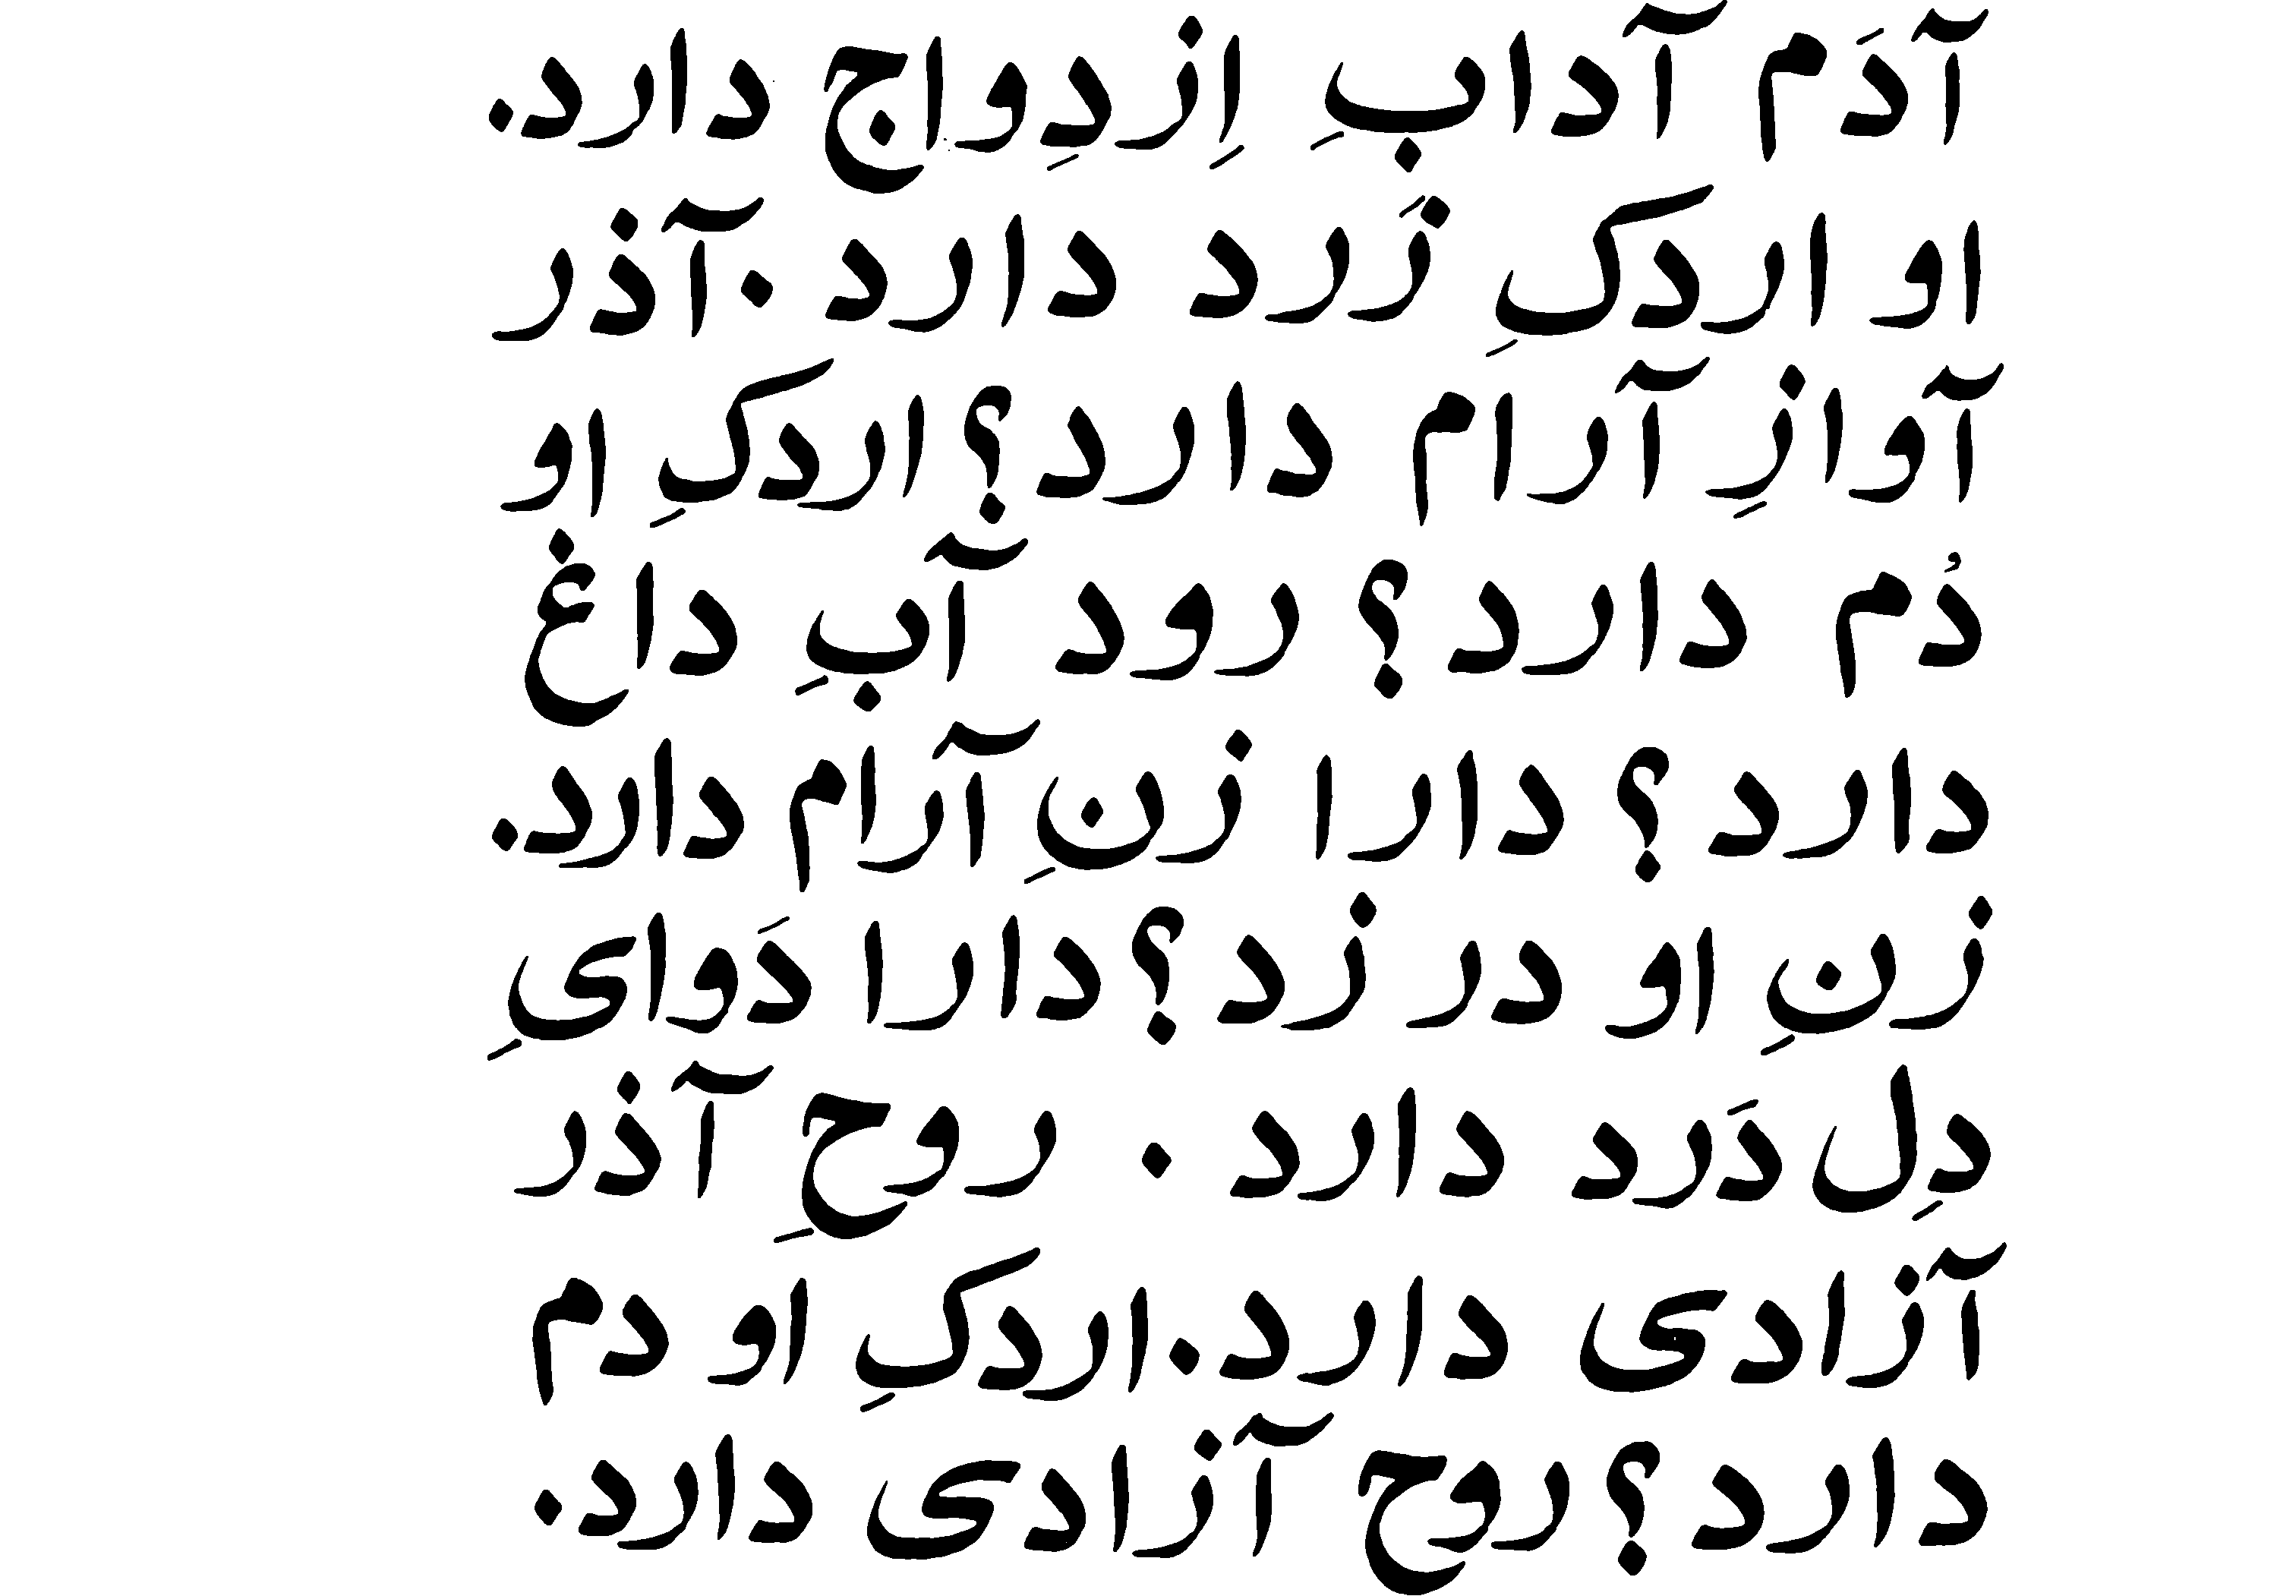 آدَم آدابِ اِزدِواج دارد.
او اردکِ زَرد دارد . آذر
آوازِ آرام دارد ؟ اردکِ او
دُم دارد ؟ رود آبِ داغ
دارد ؟ دارا زنِ آرام دارد.
زنِ او در زد ؟ دارا دَوایِ
دِل دَرد دارد . روحِ آذر
آزادی دارد. اردکِ او دم
دارد ؟ روح آزادی دارد.